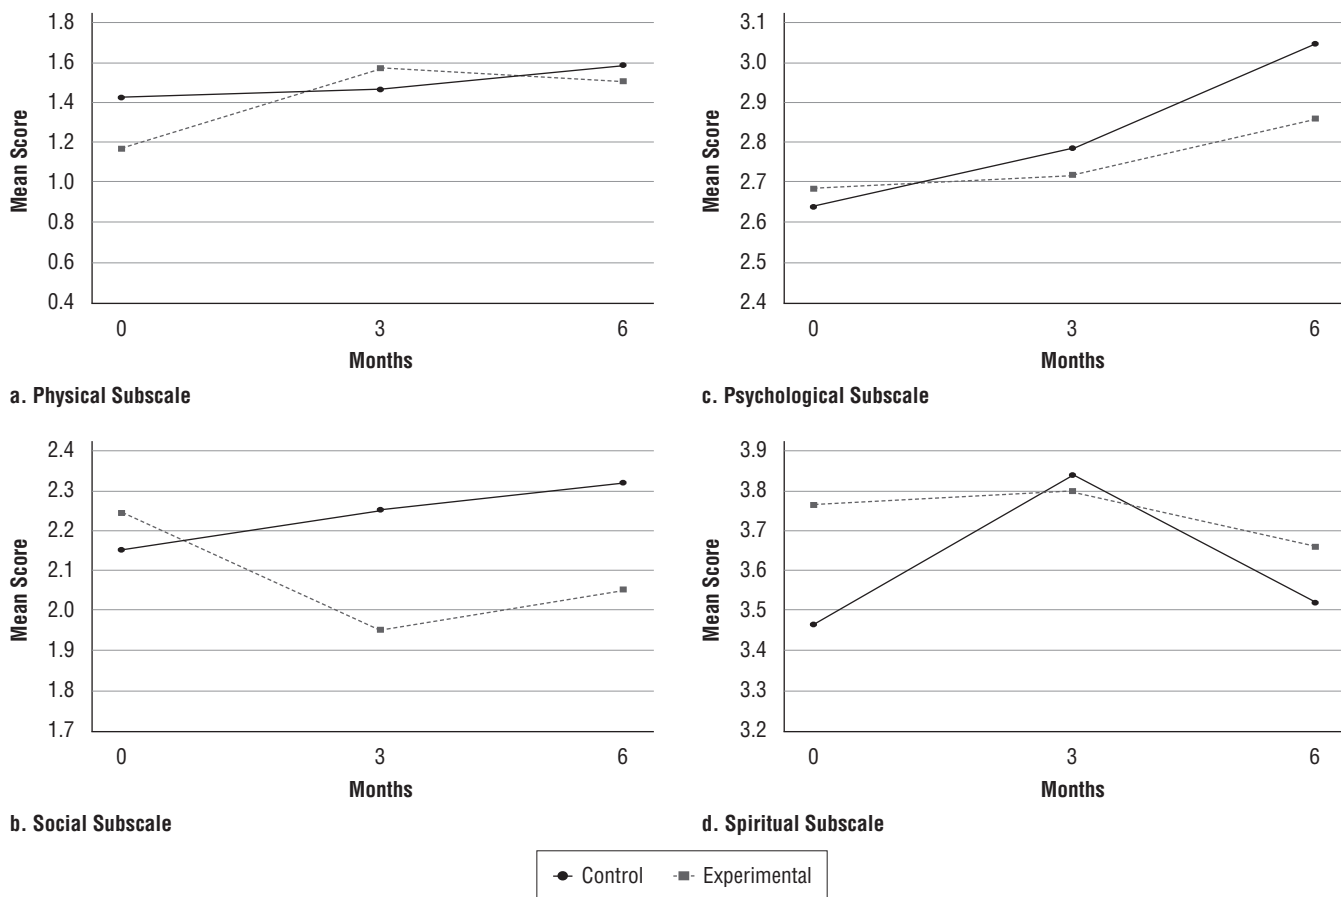 1.8
1.6
1.4
1.2
1.0
0.8
0.6
0.4
Mean Score
0 3 6
Months
a. Physical Subscale
3.1
3.0
2.9
2.8
2.7
2.6
2.5
2.4
Mean Score
0 3 6
Months
c. Psychological Subscale
2.4
2.3
2.2
2.1
2.0
1.9
1.8
1.7
Mean Score
0 3 6
Months
b. Social Subscale
3.9
3.8
3.7
3.6
3.5
3.4
3.3
3.2
Mean Score
0 3 6
Months
d. Spiritual Subscale
Control Experimental